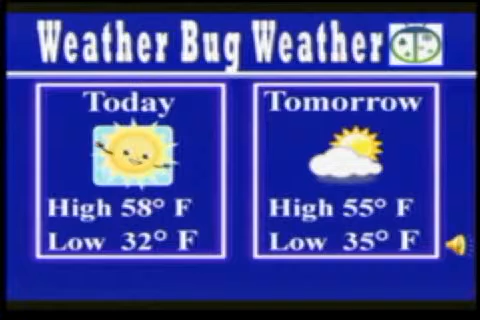 Weather Bug Weather
Today
High 58° F
Low 32° F
Tomorrow
High 55° F
Low 35° F